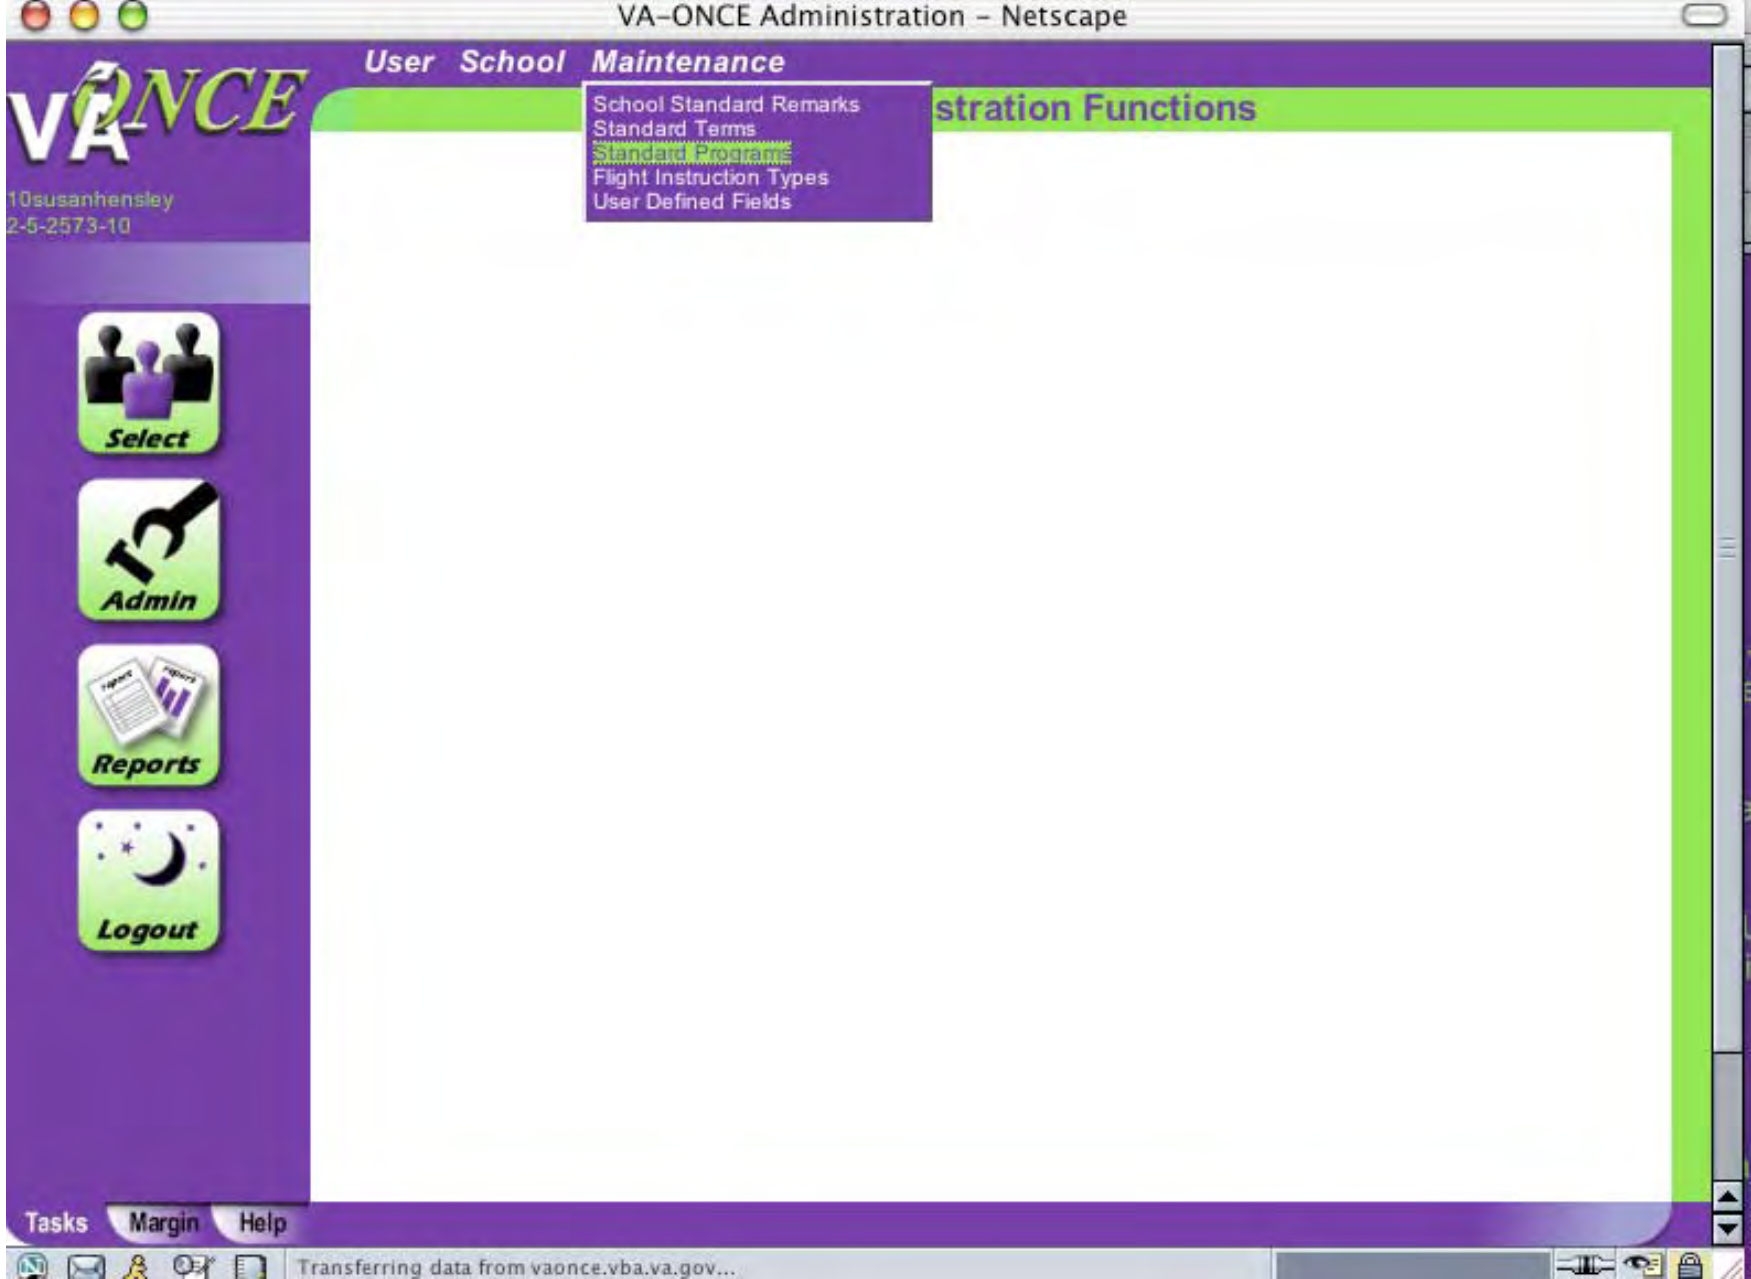 VA-ONCE Administration - Netscape
VA-ONCE
User School Maintenance
stration Functions
School Standard Remarks
Standard Terms
Standard Programs
Flight Instruction Types
User Defined Fields
10susanhensley
2-5-2573-10
Select
Admin
report
report
Reports
Logout
Tasks Margin Help
Transferring data from vaonce.vba.va.gov...